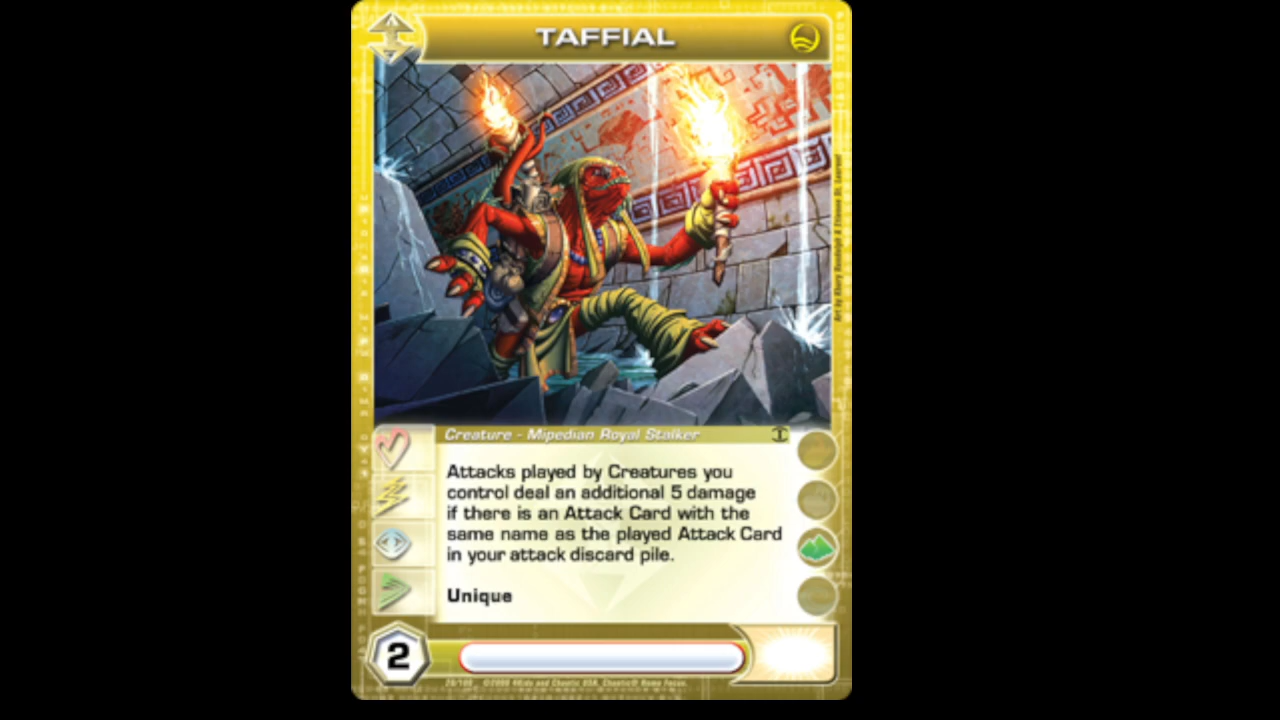 TAFFIAL
Creature - Mipedian Royal Stalker
Attacks played by Creatures you
control deal an additional 5 damage
if there is an Attack Card with the
same name as the played Attack Card
in your attack discard pile.
Unique
2